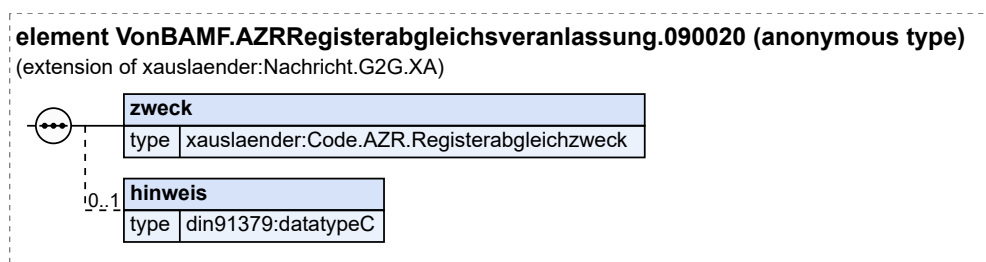 element VonBAMF.AZRRegisterabgleichsveranlassung.090020 (anonymous type)
(extension of xauslaender:Nachricht.G2G.XA)
zweck
type xauslaender:Code.AZR.Registerabgleichzweck
0..1 hinweis
type din91379:datatypeC